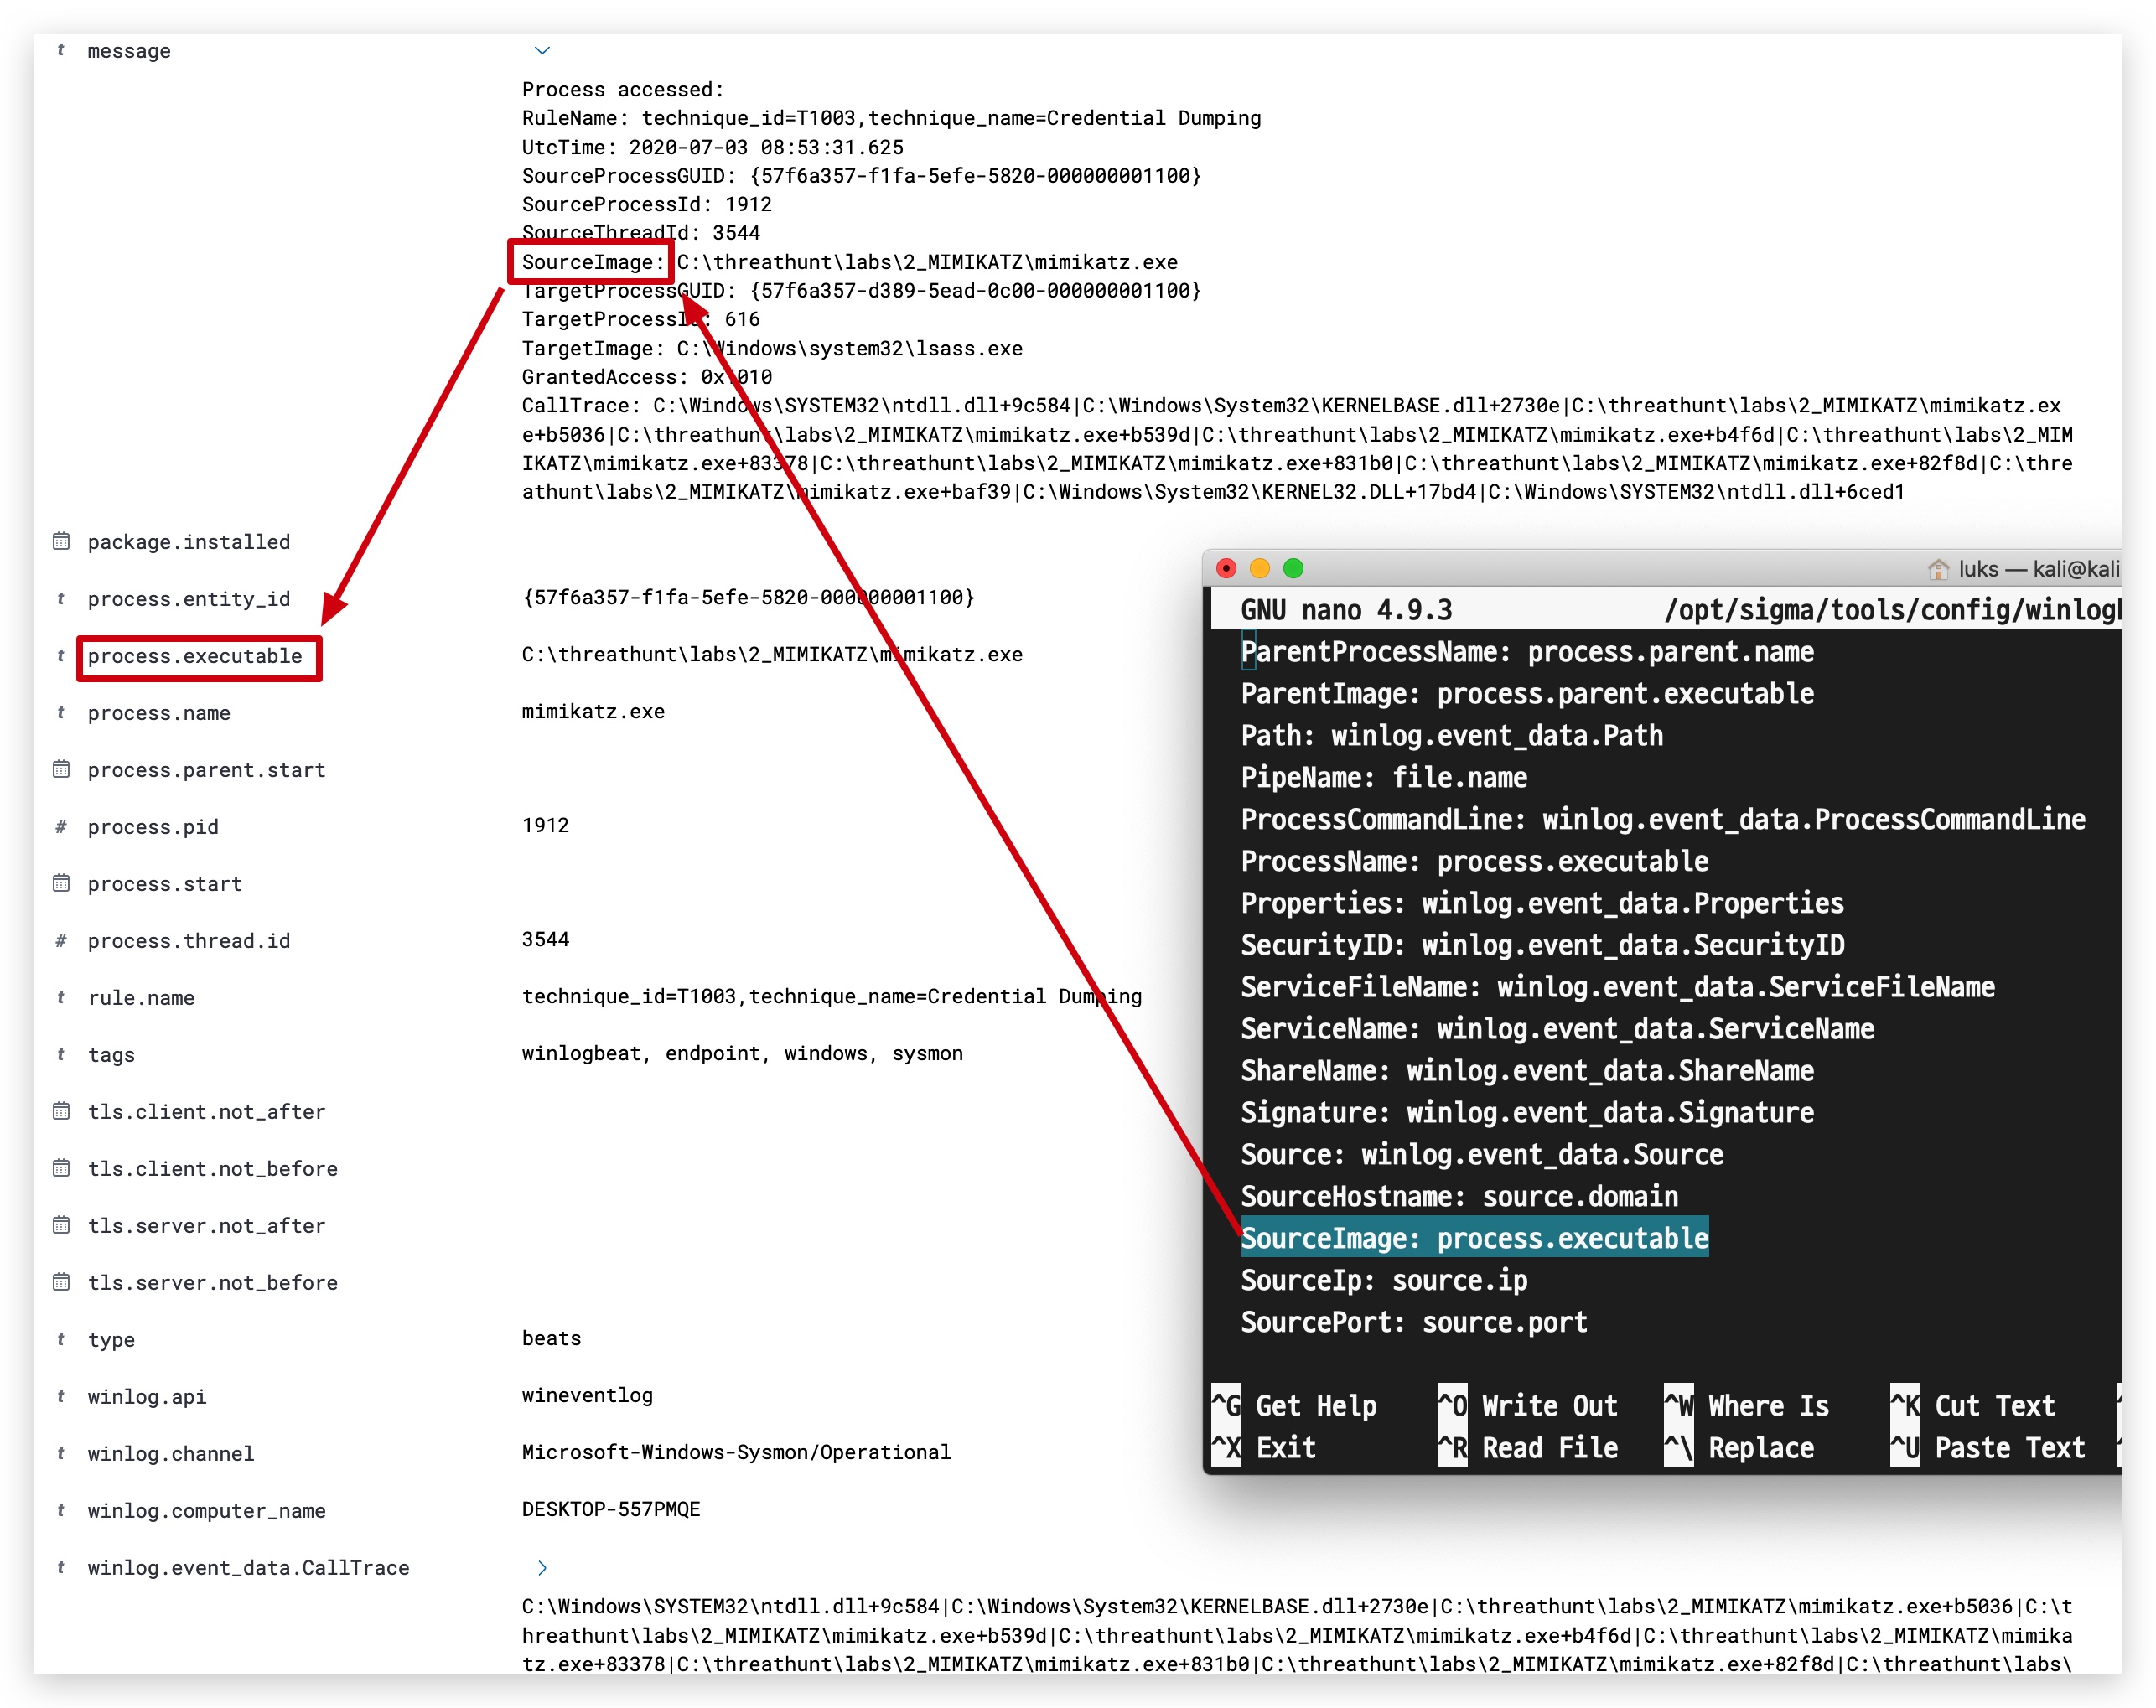 t message
Process accessed:
RuleName: technique_id=T1003,technique_name=Credential Dumping
UtcTime: 2020-07-03 08:53:31.625
SourceProcessGUID: {57f6a357-f1fa-5efe-5820-000000001100}
SourceProcessId: 1912
SourceThreadId: 3544
SourceImage: C:\threathunt\labs\2_MIMIKATZ\mimikatz.exe
TargetProcessGUID: {57f6a357-d389-5ead-0c00-000000001100}
TargetProcessId: 616
TargetImage: C:\Windows\system32\lsass.exe
GrantedAccess: 0x1010
CallTrace: C:\Windows\SYSTEM32\ntdll.dll+9c584|C:\Windows\System32\KERNELBASE.dll+2730e|C:\threathunt\labs\2_MIMIKATZ\mimikatz.ex
e+b5036|C:\threathunt\labs\2_MIMIKATZ\mimikatz.exe+b539d|C:\threathunt\labs\2_MIMIKATZ\mimikatz.exe+b4f6d|C:\threathunt\labs\2_MIM
IKATZ\mimikatz.exe+83378|C:\threathunt\labs\2_MIMIKATZ\mimikatz.exe+831b0|C:\threathunt\labs\2_MIMIKATZ\mimikatz.exe+82f8d|C:\thre
athunt\labs\2_MIMIKATZ\mimikatz.exe+baf39|C:\Windows\System32\KERNEL32.DLL+17bd4|C:\Windows\SYSTEM32\ntdll.dll+6ced1
package.installed
t process.entity_id {57f6a357-f1fa-5efe-5820-000000001100}
t process.executable C:\threathunt\labs\2_MIMIKATZ\mimikatz.exe
t process.name mimikatz.exe
process.parent.start
# process.pid 1912
process.start
# process.thread.id 3544
t rule.name technique_id=T1003,technique_name=Credential Dumping
t tags winlogbeat, endpoint, windows, sysmon
tls.client.not_after
tls.client.not_before
tls.server.not_after
tls.server.not_before
t type beats
t winlog.api wineventlog
t winlog.channel Microsoft-Windows-Sysmon/Operational
t winlog.computer_name DESKTOP-557PMQE
t winlog.event_data.CallTrace
C:\Windows\SYSTEM32\ntdll.dll+9c584|C:\Windows\System32\KERNELBASE.dll+2730e|C:\threathunt\labs\2_MIMIKATZ\mimikatz.exe+b5036|C:\t
hreathunt\labs\2_MIMIKATZ\mimikatz.exe+b539d|C:\threathunt\labs\2_MIMIKATZ\mimikatz.exe+b4f6d|C:\threathunt\labs\2_MIMIKATZ\mimika
tz.exe+83378|C:\threathunt\labs\2_MIMIKATZ\mimikatz.exe+831b0|C:\threathunt\labs\2_MIMIKATZ\mimikatz.exe+82f8d|C:\threathunt\labs\
luks — kali@kali
GNU nano 4.9.3 /opt/sigma/tools/config/winlogb
ParentProcessName: process.parent.name
ParentImage: process.parent.executable
Path: winlog.event_data.Path
PipeName: file.name
ProcessCommandLine: winlog.event_data.ProcessCommandLine
ProcessName: process.executable
Properties: winlog.event_data.Properties
SecurityID: winlog.event_data.SecurityID
ServiceFileName: winlog.event_data.ServiceFileName
ServiceName: winlog.event_data.ServiceName
ShareName: winlog.event_data.ShareName
Signature: winlog.event_data.Signature
Source: winlog.event_data.Source
SourceHostname: source.domain
SourceImage: process.executable
SourceIp: source.ip
SourcePort: source.port
^G Get Help ^O Write Out ^W Where Is ^K Cut Text
^X Exit ^R Read File ^\ Replace ^U Paste Text